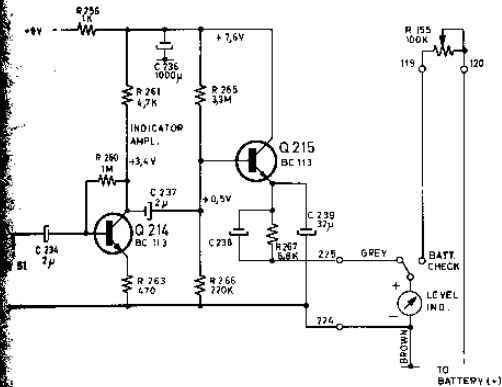 R 256
1K
+9V
C 236
1000µ
+7,6V
R 155
100K
119
120
R 261
4,7K
R 265
3,3M
INDICATOR
AMPL.
Q 215
BC 113
R 260
1M
+3,4V
C 237
2µ
+0,5V
C 239
32µ
Q 214
BC 113
C 234
2µ
S1
C 238
R 267
6,8K
225
GREY
BATT.
CHECK
R 263
470
R 266
220K
+
LEVEL
IND.
−
224
BROWN
TO
BATTERY (+)